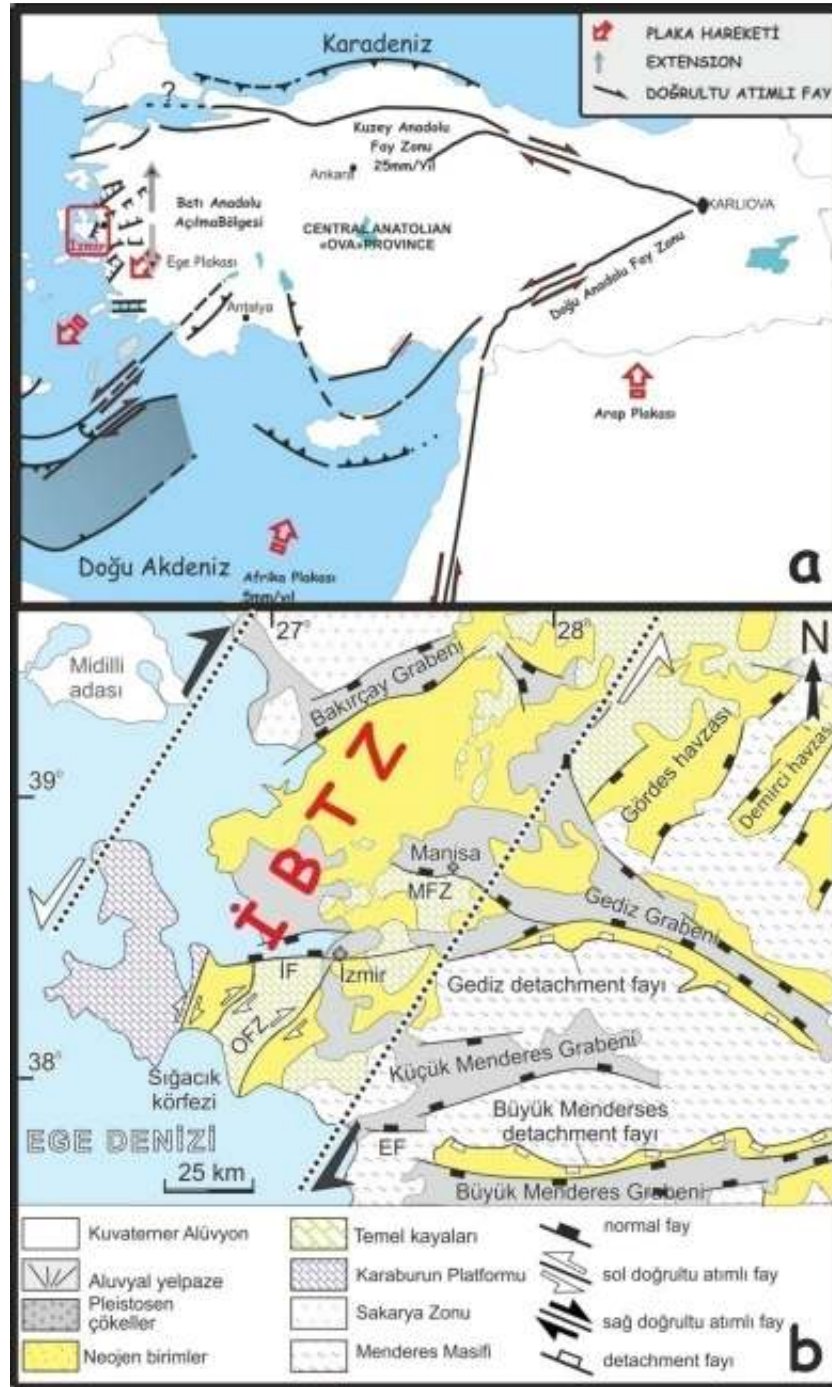 Karadeniz
PLAKA HAREKETİ
EXTENSION
DOĞRULTU ATIMLI FAY
?
Kuzey Anadolu
Fay Zonu
25mm/Yıl
Ankara
KARLIOVA
Batı Anadolu
AçılmaBölgesi
CENTRAL ANATOLIAN
«OVA»PROVINCE
İzmir
Ege Plakası
Doğu Anadolu Fay Zonu
Antalya
Arap Plakası
Doğu Akdeniz
Afrika Plakası
5mm/yıl
a
27°
28°
N
Midilli
adası
Bakırçay Grabeni
39°
İBTZ
Gördes havzası
Demirci havzası
Manisa
MFZ
Gediz Grabeni
İF
İzmir
Gediz detachment fayı
OFZ
38°
Küçük Menderes Grabeni
Sığacık
körfezi
Büyük Menderses
detachment fayı
EGE DENİZİ
EF
25 km
Büyük Menderes Grabeni
Kuvaterner Alüvyon
Aluvyal yelpaze
Pleistosen
çökeller
Neojen birimler
Temel kayaları
Karaburun Platformu
Sakarya Zonu
Menderes Masifi
normal fay
sol doğrultu atımlı fay
sağ doğrultu atımlı fay
detachment fayı
b